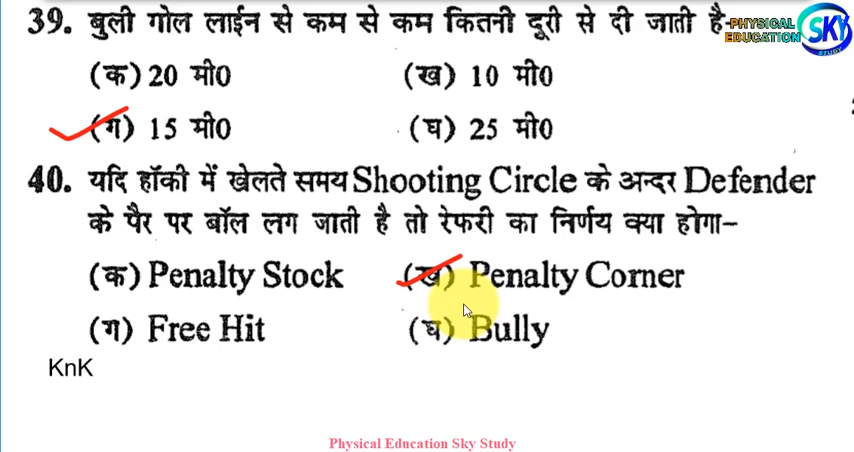 39. बुली गोल लाईन से कम से कम कितनी दूरी से दी जाती है-
PHYSICAL EDUCATION SKY STUDY
(क) 20 मी0 (ख) 10 मी0
(ग) 15 मी0 (घ) 25 मी0
40. यदि हॉकी में खेलते समय Shooting Circle के अन्दर Defender
के पैर पर बॉल लग जाती है तो रेफरी का निर्णय क्या होगा–
(क) Penalty Stock (ख) Penalty Corner
(ग) Free Hit (घ) Bully
KnK
Physical Education Sky Study